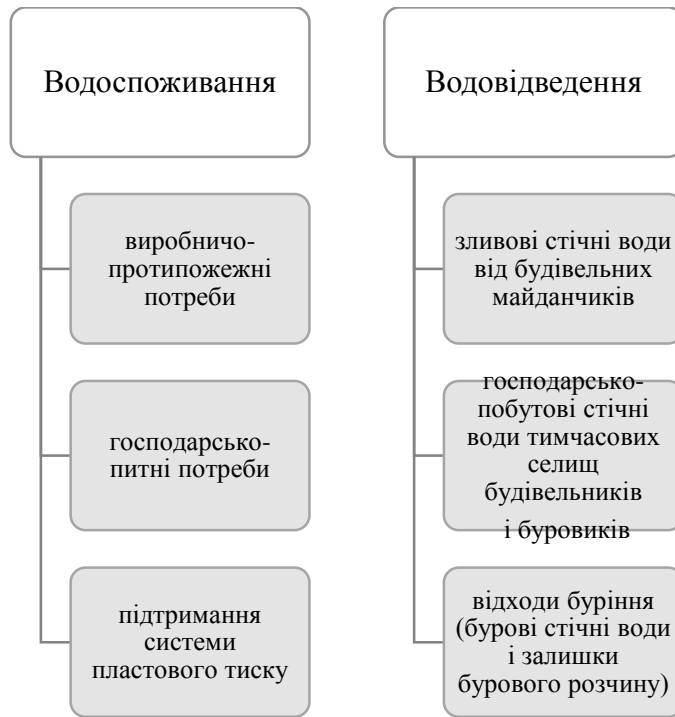 Водоспоживання
виробничо-
протипожежні
потреби
господарсько-
питні потреби
підтримання
системи
пластового тиску
Водовідведення
зливові стічні води
від будівельних
майданчиків
господарсько-
побутові стічні
води тимчасових
селищ
будівельників
і буровиків
відходи буріння
(бурові стічні води
і залишки
бурового розчину)